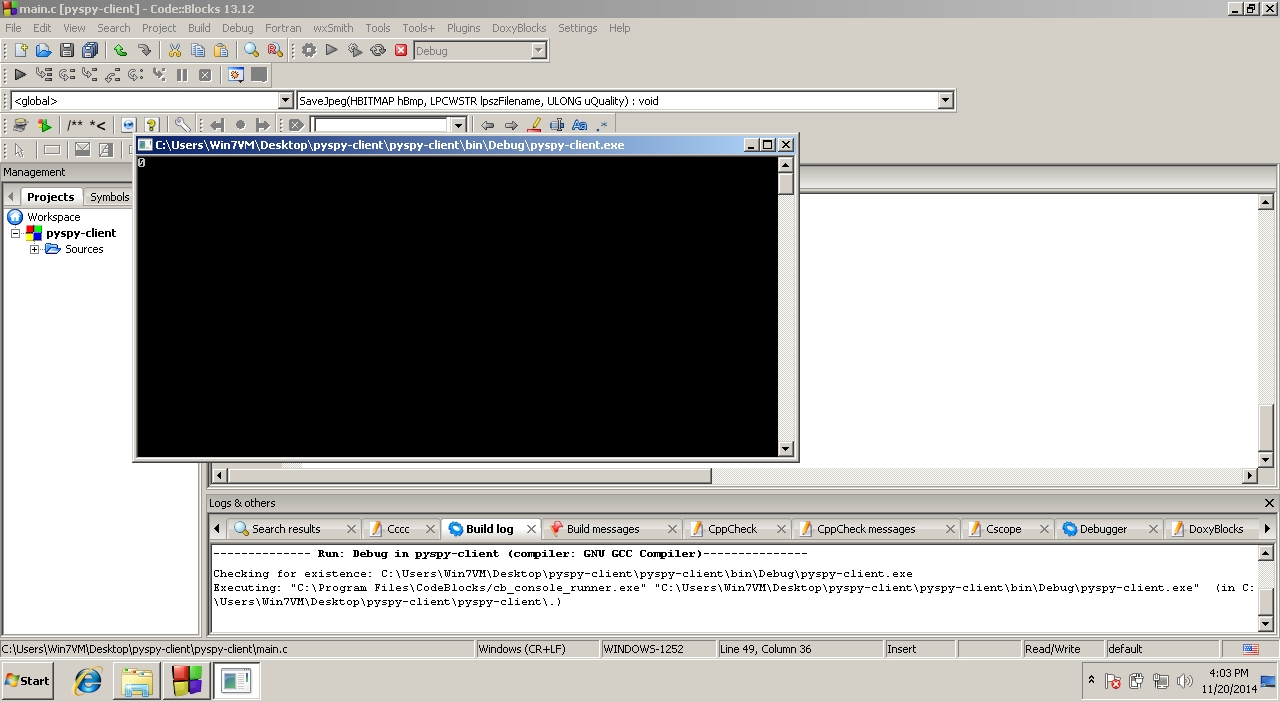 main.c [pyspy-client] - Code::Blocks 13.12
File Edit View Search Project Build Debug Fortran wxSmith Tools Tools+ Plugins DoxyBlocks Settings Help
Debug
<global> SaveJpeg(HBITMAP hBmp, LPCWSTR lpszFilename, ULONG uQuality) : void
/** *< Aa .*
C:\Users\Win7VM\Desktop\pyspy-client\pyspy-client\bin\Debug\pyspy-client.exe
0
Management
Projects Symbols
Workspace
pyspy-client
Sources
Logs & others
Search results Cccc Build log Build messages CppCheck CppCheck messages Cscope Debugger DoxyBlocks
-------------- Run: Debug in pyspy-client (compiler: GNU GCC Compiler)---------------
Checking for existence: C:\Users\Win7VM\Desktop\pyspy-client\pyspy-client\bin\Debug\pyspy-client.exe
Executing: "C:\Program Files\CodeBlocks/cb_console_runner.exe" "C:\Users\Win7VM\Desktop\pyspy-client\pyspy-client\bin\Debug\pyspy-client.exe" (in C:
\Users\Win7VM\Desktop\pyspy-client\pyspy-client\.)
C:\Users\Win7VM\Desktop\pyspy-client\pyspy-client\main.c Windows (CR+LF) WINDOWS-1252 Line 49, Column 36 Insert Read/Write default
Start
4:03 PM
11/20/2014